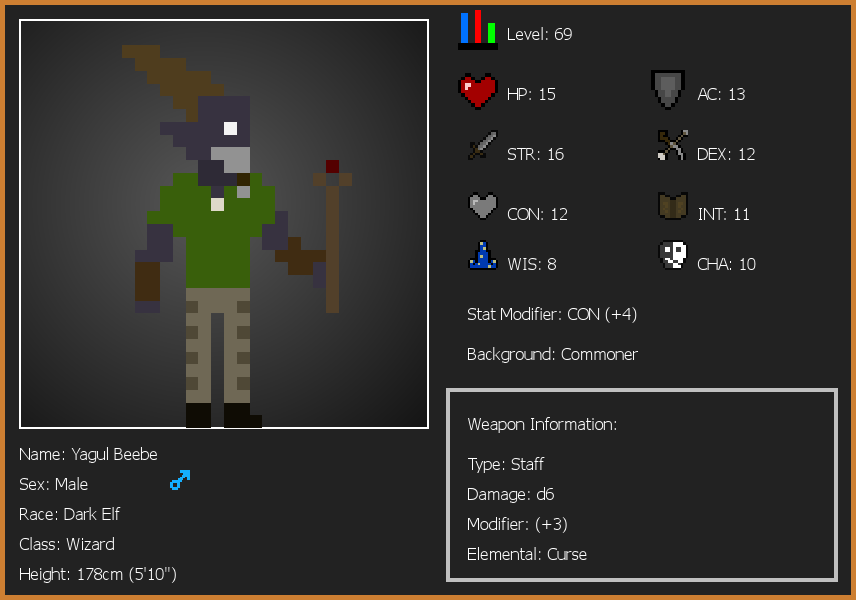 Level: 69
HP: 15
AC: 13
STR: 16
DEX: 12
CON: 12
INT: 11
WIS: 8
CHA: 10
Stat Modifier: CON (+4)
Background: Commoner
Weapon Information:
Type: Staff
Damage: d6
Modifier: (+3)
Elemental: Curse
Name: Yagul Beebe
Sex: Male
Race: Dark Elf
Class: Wizard
Height: 178cm (5'10")